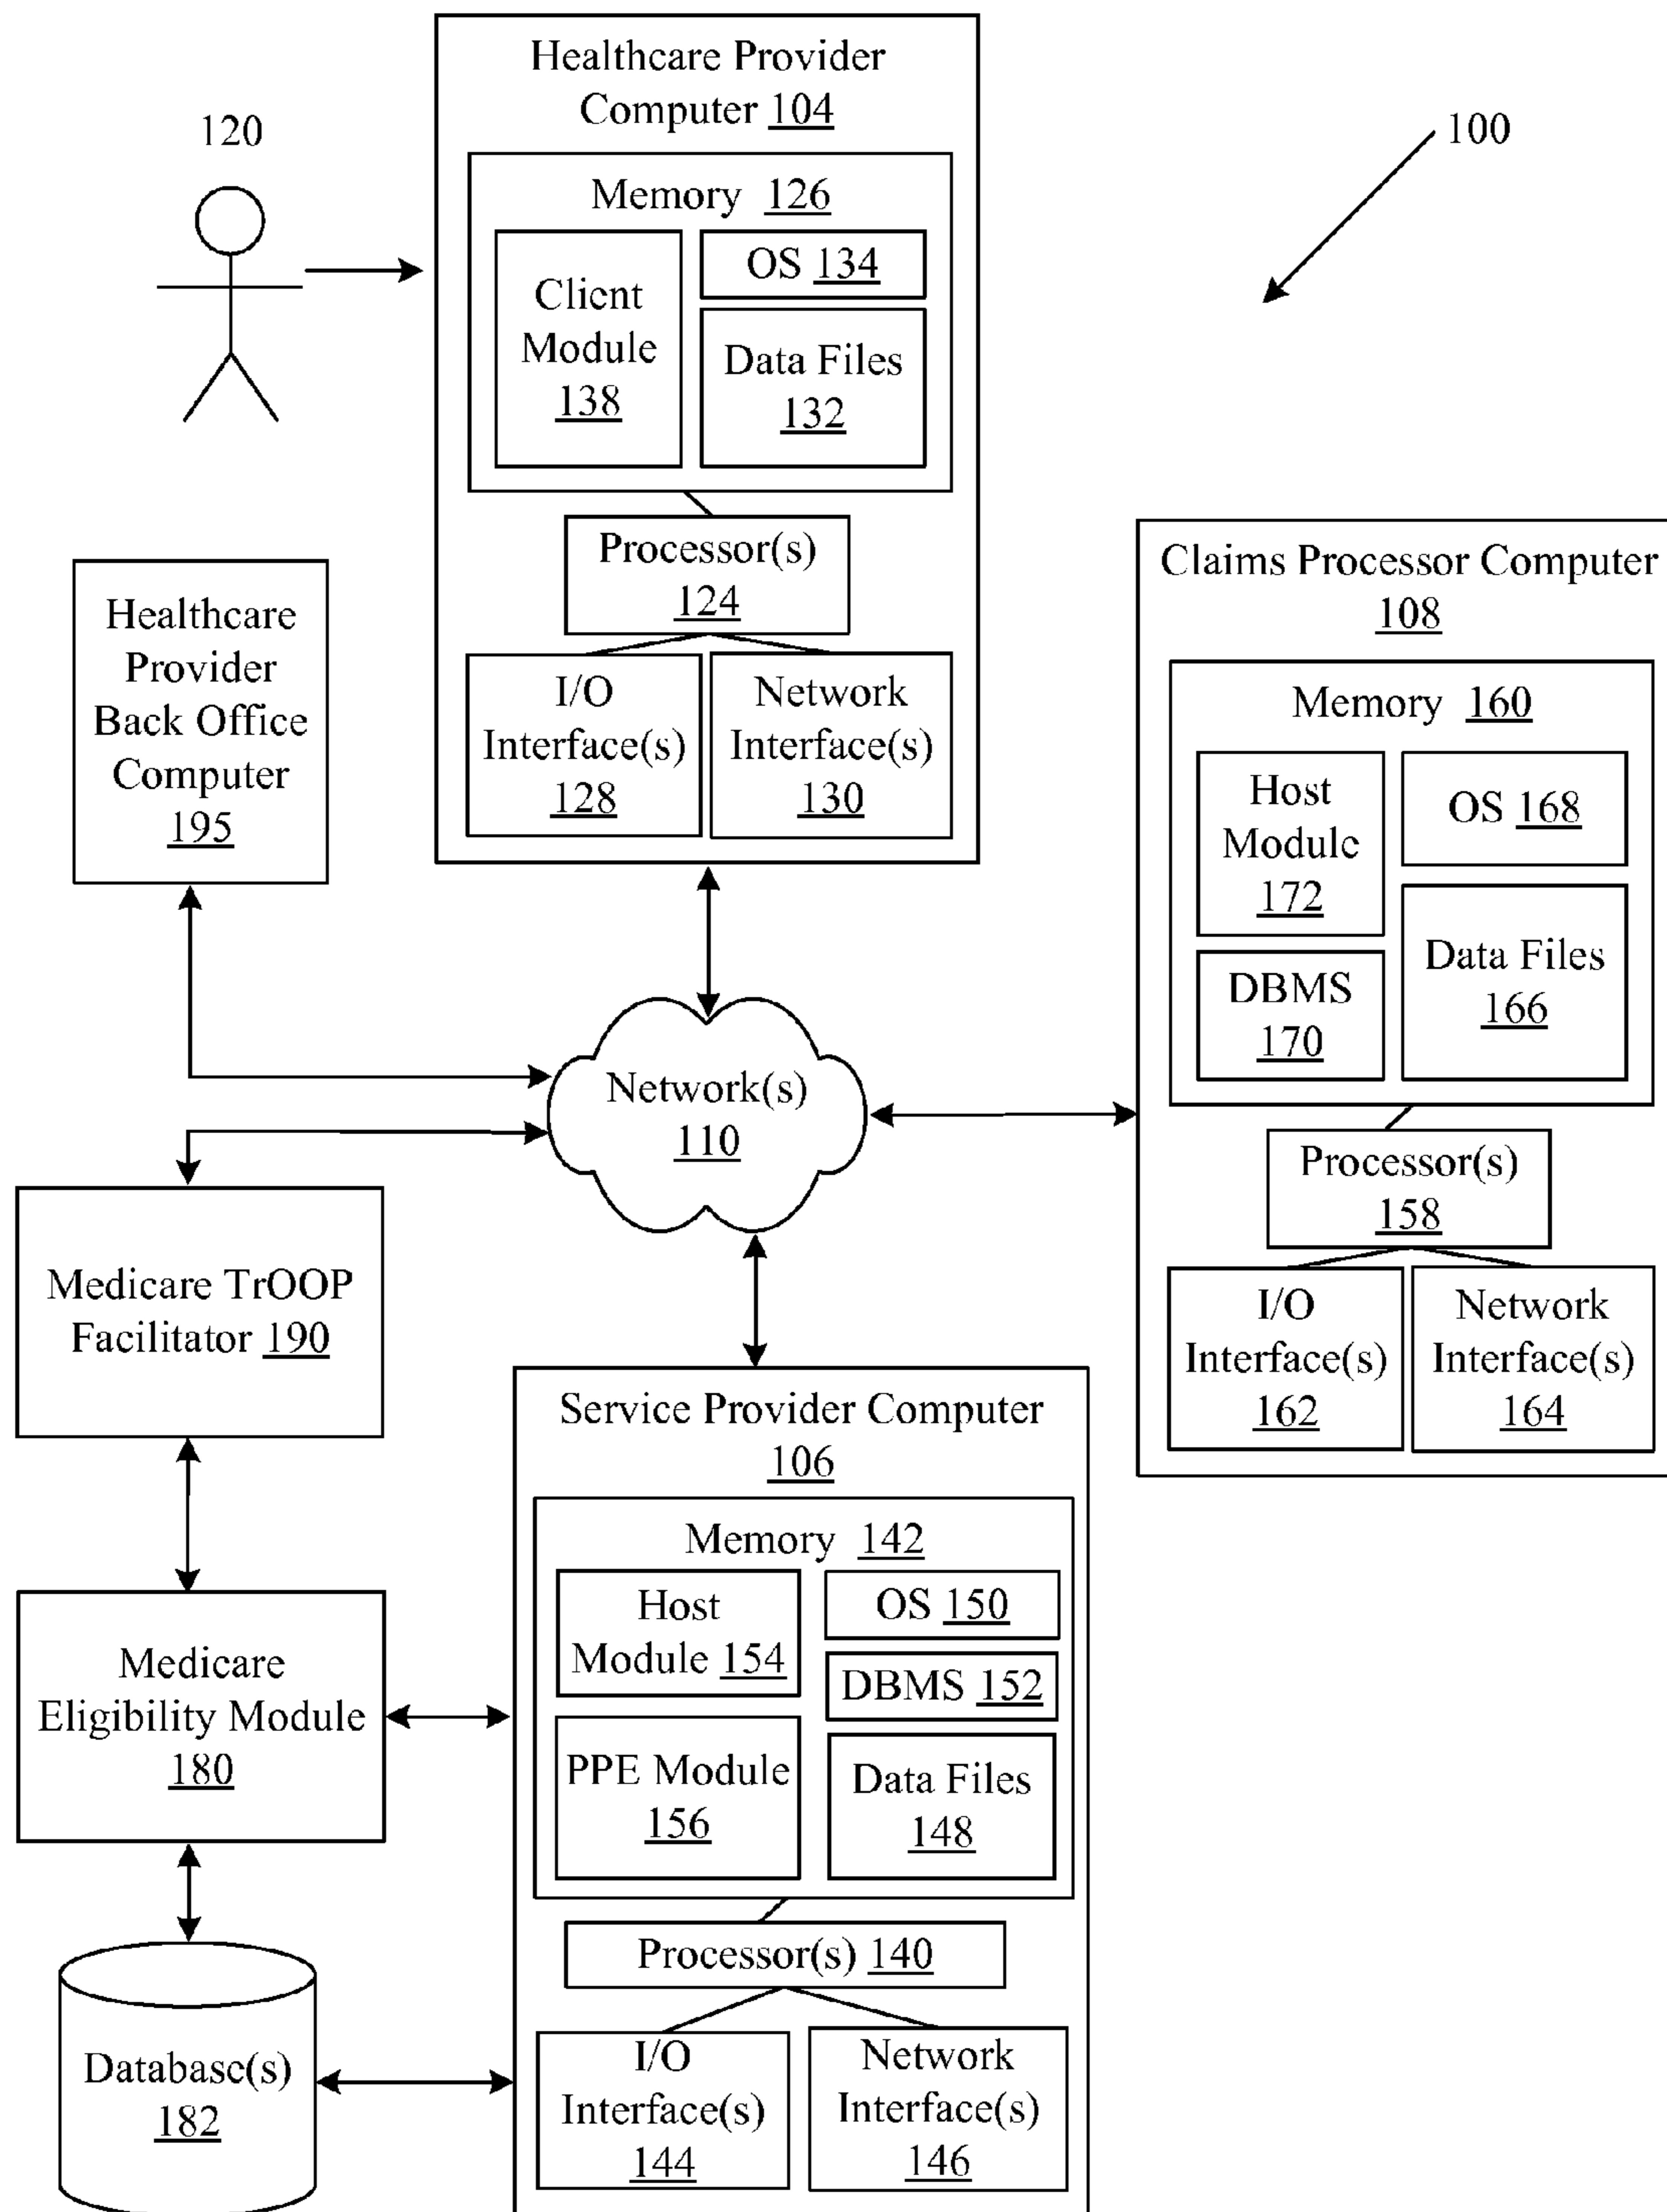 120
100
Healthcare Provider
Computer 104
Memory 126
Client
Module
138
OS 134
Data Files
132
Processor(s)
124
I/O
Interface(s)
128
Network
Interface(s)
130
Healthcare
Provider
Back Office
Computer
195
Claims Processor Computer
108
Memory 160
Host
Module
172
OS 168
DBMS
170
Data Files
166
Processor(s)
158
I/O
Interface(s)
162
Network
Interface(s)
164
Network(s)
110
Medicare TrOOP
Facilitator 190
Medicare
Eligibility Module
180
Database(s)
182
Service Provider Computer
106
Memory 142
Host
Module 154
OS 150
DBMS 152
PPE Module
156
Data Files
148
Processor(s) 140
I/O
Interface(s)
144
Network
Interface(s)
146